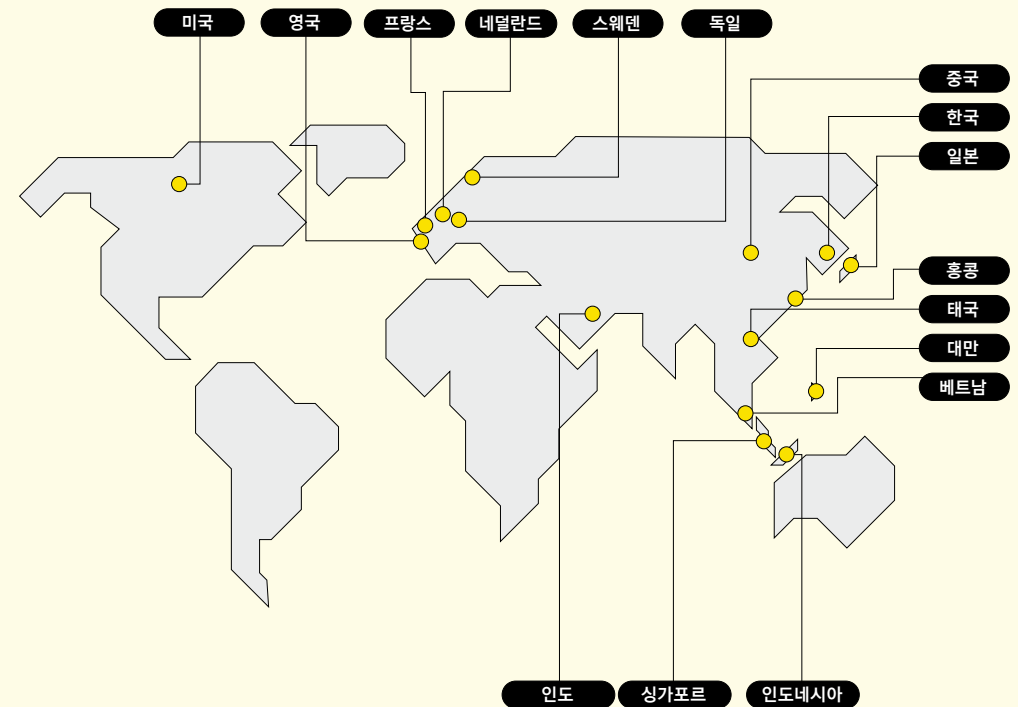 미국
영국
프랑스
네덜란드
스웨덴
독일
중국
한국
일본
홍콩
태국
대만
베트남
인도
싱가포르
인도네시아